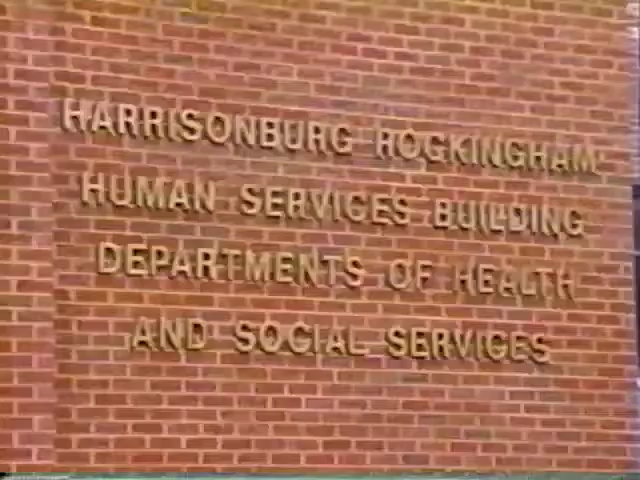 HARRISONBURG ROCKINGHAM
HUMAN SERVICES BUILDING
DEPARTMENTS OF HEALTH
AND SOCIAL SERVICES